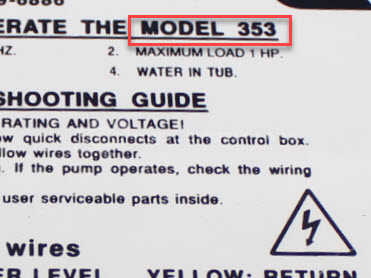 ERATE THE MODEL 353
HZ. 2. MAXIMUM LOAD 1 HP.
4. WATER IN TUB.
SHOOTING GUIDE
RATING AND VOLTAGE!
w quick disconnects at the control box.
llow wires together.
. If the pump operates, check the wiring
user serviceable parts inside.
wires
ER LEVEL YELLOW: RETURN